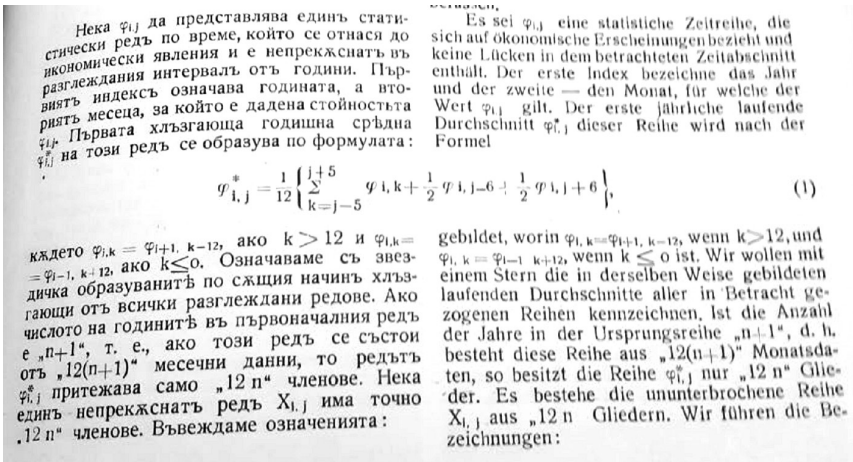 Нека φi,j да представлява единъ стати-
стически редъ по време, който се отнася до
икономически явления и е непрекѫснатъ въ
разглеждания интервалъ отъ години. Пър-
виятъ индексъ означава годината, а вто-
риятъ месеца, за който е дадена стойностьта
φi,j. Първата хлъзгающа годишна срѣдна
φ*i,j на този редъ се образува по формулата:
Es sei φi,j eine statistiche Zeitreihe, die
sich auf ökonomische Erscheinungen bezieht und
keine Lücken in dem betrachteten Zeitabschnitt
enthält. Der erste Index bezeichne das Jahr
und der zweite — den Monat, für welche der
Wert φi,j gilt. Der erste jährliche laufende
Durchschnitt φ*i,j dieser Reihe wird nach der
Formel
φ*i,j = 1/12 { Σ j+5 k=j–5 φi,k + 1/2 φi,j–6 + 1/2 φi,j+6 }, (1)
кѫдето φi,k = φi+1, k–12, ако k > 12 и φi,k=
= φi–1, k+12, ако k≤o. Означаваме съ звез-
дичка образуванитѣ по сѫщия начинъ хлъз-
гающи отъ всички разглеждани редове. Ако
числото на годинитѣ въ първоначалния редъ
е „n+1“, т. е., ако този редъ се състои
отъ „12(n+1)“ месечни данни, то редътъ
φ*i,j притежава само „12 n“ членове. Нека
единъ непрекѫснатъ редъ Xi,j има точно
„12 n“ членове. Въвеждаме означенията:
gebildet, worin φi,k=φi+1, k–12, wenn k>12, und
φi,k = φi–1 k+12, wenn k ≤ o ist. Wir wollen mit
einem Stern die in derselben Weise gebildeten
laufenden Durchschnitte aller in Betracht ge-
zogenen Reihen kennzeichnen. Ist die Anzahl
der Jahre in der Ursprungsreihe „n+1“, d. h.
besteht diese Reihe aus „12(n+1)“ Monatsda-
ten, so besitzt die Reihe φ*i,j nur „12 n“ Glie-
der. Es bestehe die ununterbrochene Reihe
Xi,j aus „12 n Gliedern. Wir führen die Be-
zeichnungen: